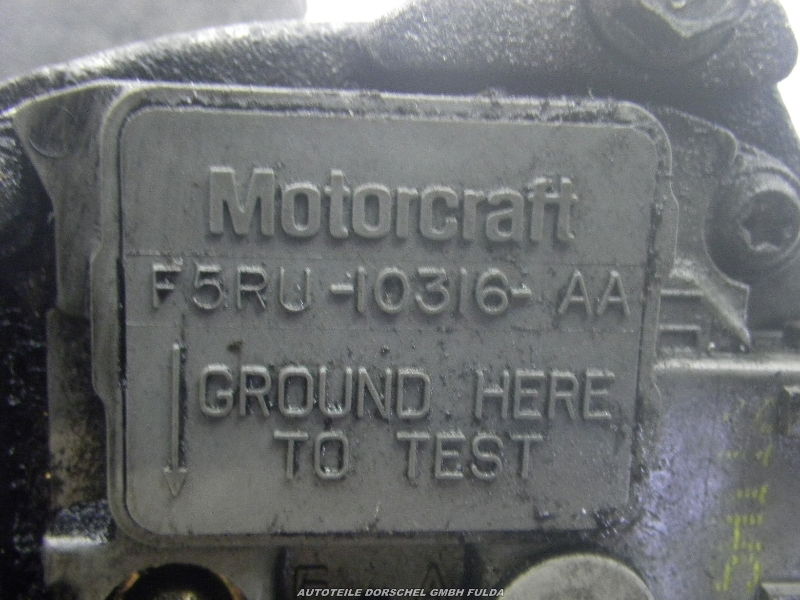 Motorcraft
F5RU-10316-AA
GROUND HERE
TO TEST
AUTOTEILE DORSCHEL GMBH FULDA